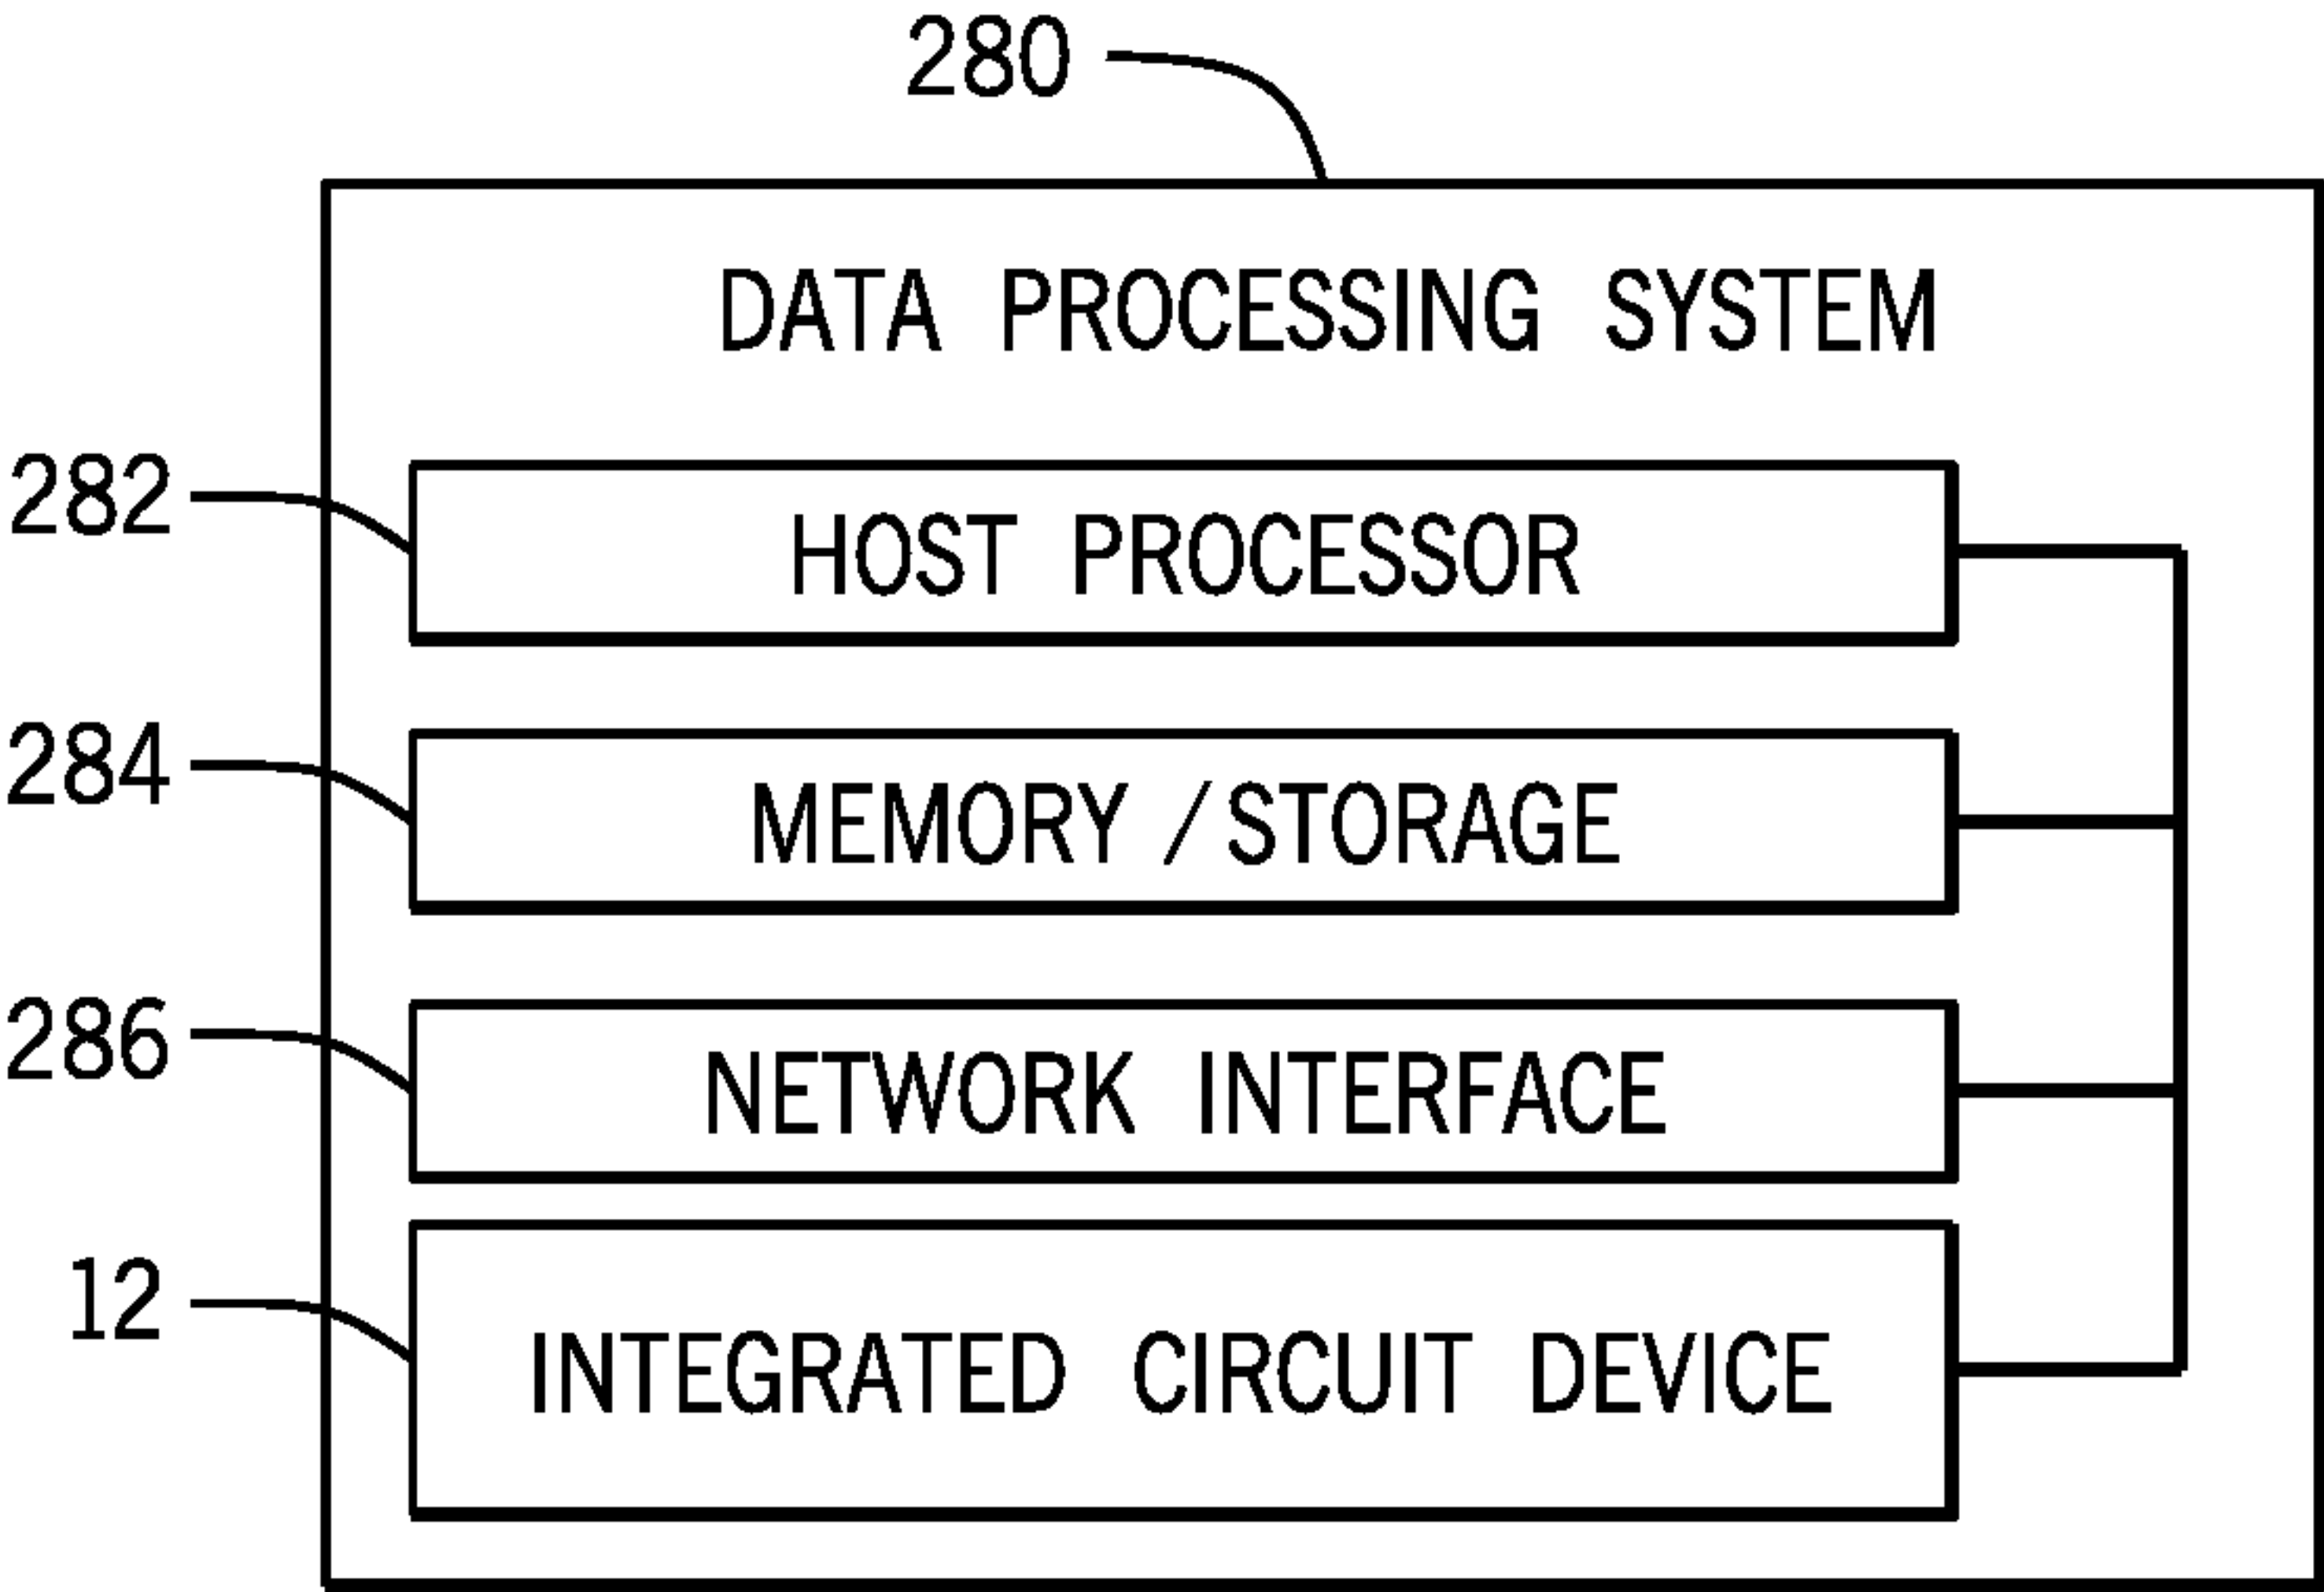 280
DATA PROCESSING SYSTEM
282
HOST PROCESSOR
284
MEMORY/STORAGE
286
NETWORK INTERFACE
12
INTEGRATED CIRCUIT DEVICE